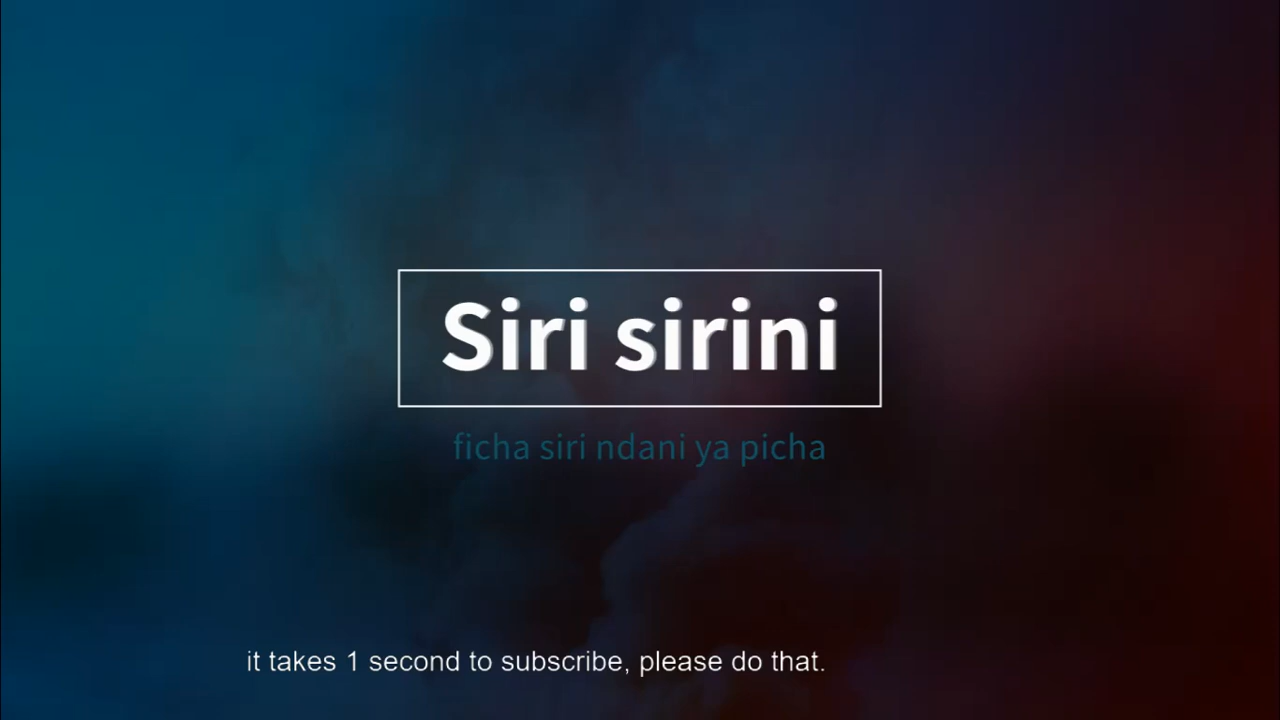 Siri sirini
ficha siri ndani ya picha
it takes 1 second to subscribe, please do that.